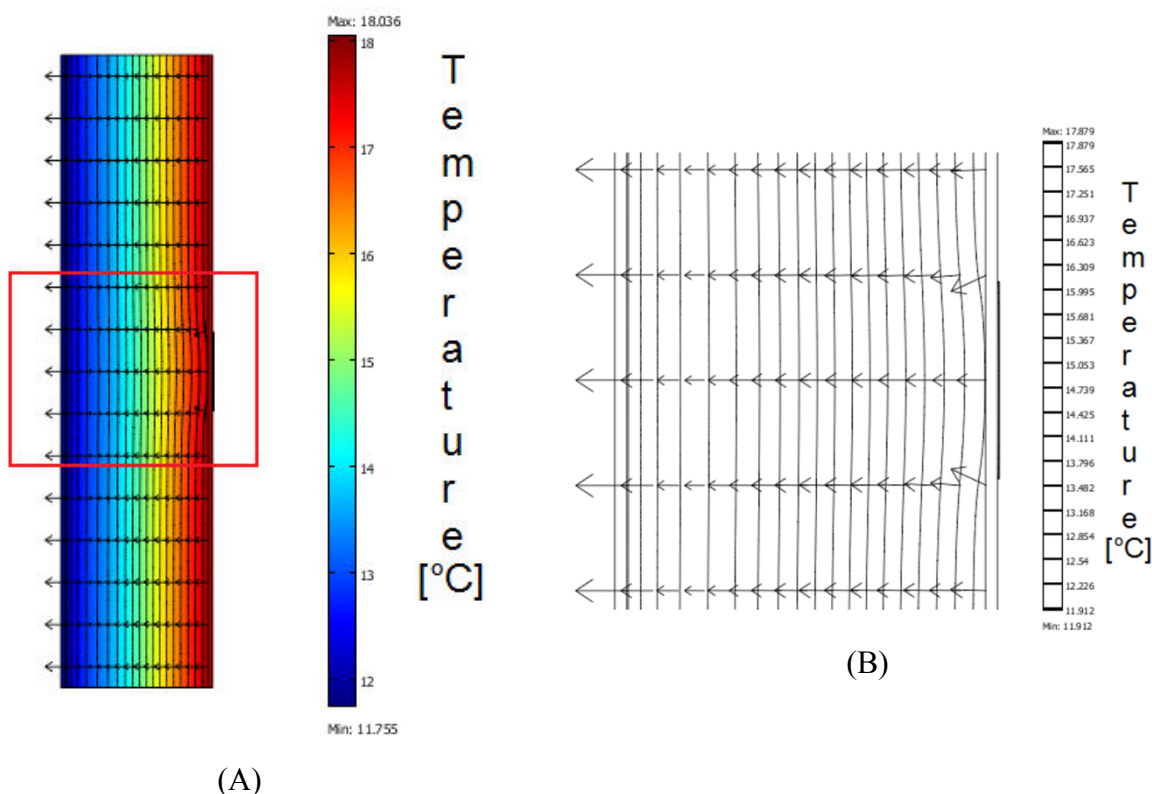 Max: 18.036
18
17
16
15
14
13
12
Min: 11.755
Temperature
[°C]
(A)
Max: 17.879
17.879
17.565
17.251
16.937
16.623
16.309
15.995
15.681
15.367
15.053
14.739
14.425
14.111
13.796
13.482
13.168
12.854
12.54
12.226
11.912
Min: 11.912
Temperature
[°C]
(B)